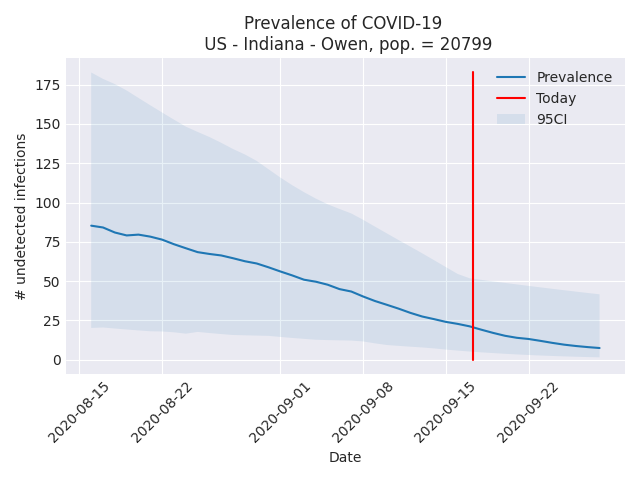 Prevalence of COVID-19
US - Indiana - Owen, pop. = 20799
Prevalence
Today
95CI
# undetected infections
175
150
125
100
75
50
25
0
2020-08-15
2020-08-22
2020-09-01
2020-09-08
2020-09-15
2020-09-22
Date